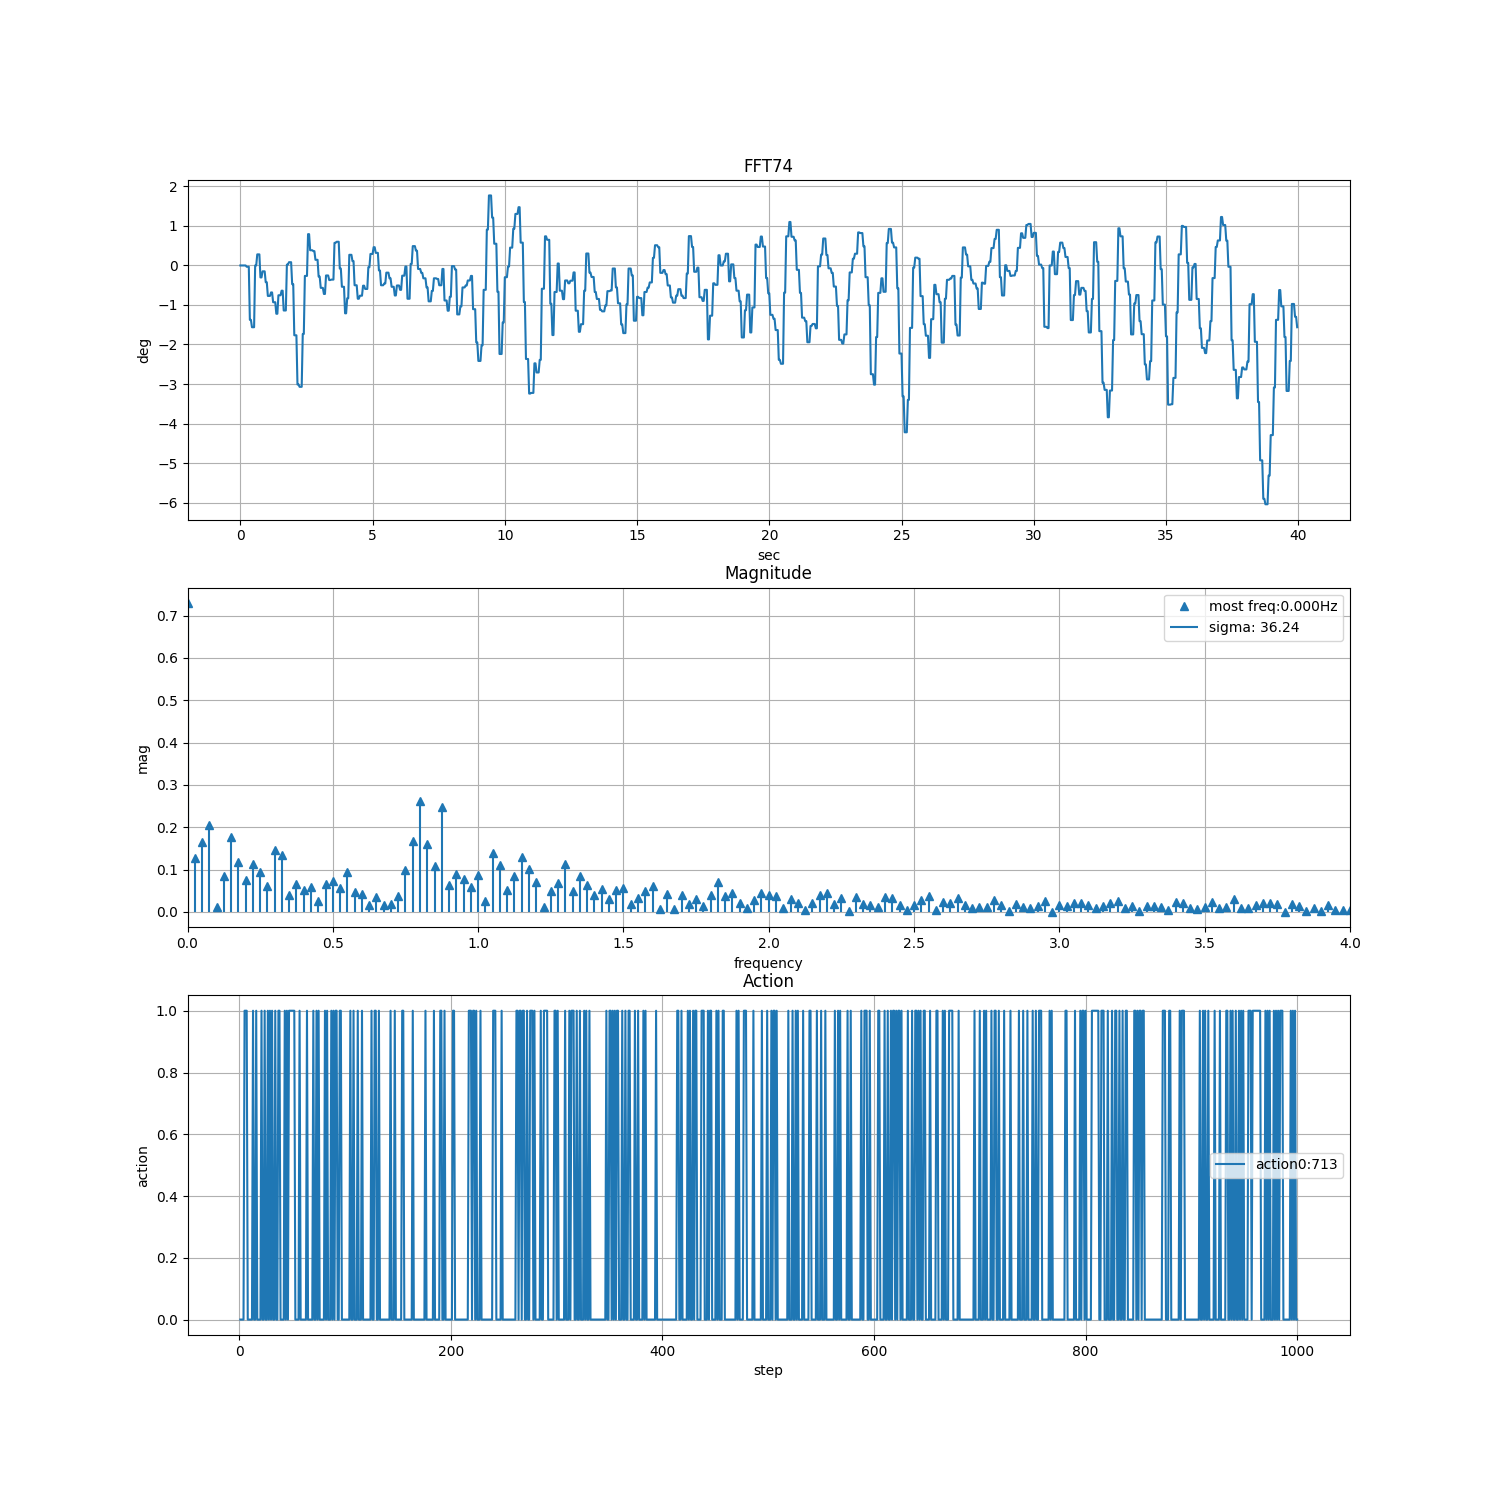 FFT74
2
1
0
−1
−2
−3
−4
−5
−6
deg
0 5 10 15 20 25 30 35 40
sec
Magnitude
0.7
0.6
0.5
0.4
0.3
0.2
0.1
0.0
mag
most freq:0.000Hz
sigma: 36.24
0.0 0.5 1.0 1.5 2.0 2.5 3.0 3.5 4.0
frequency
Action
1.0
0.8
0.6
0.4
0.2
0.0
action
action0:713
0 200 400 600 800 1000
step